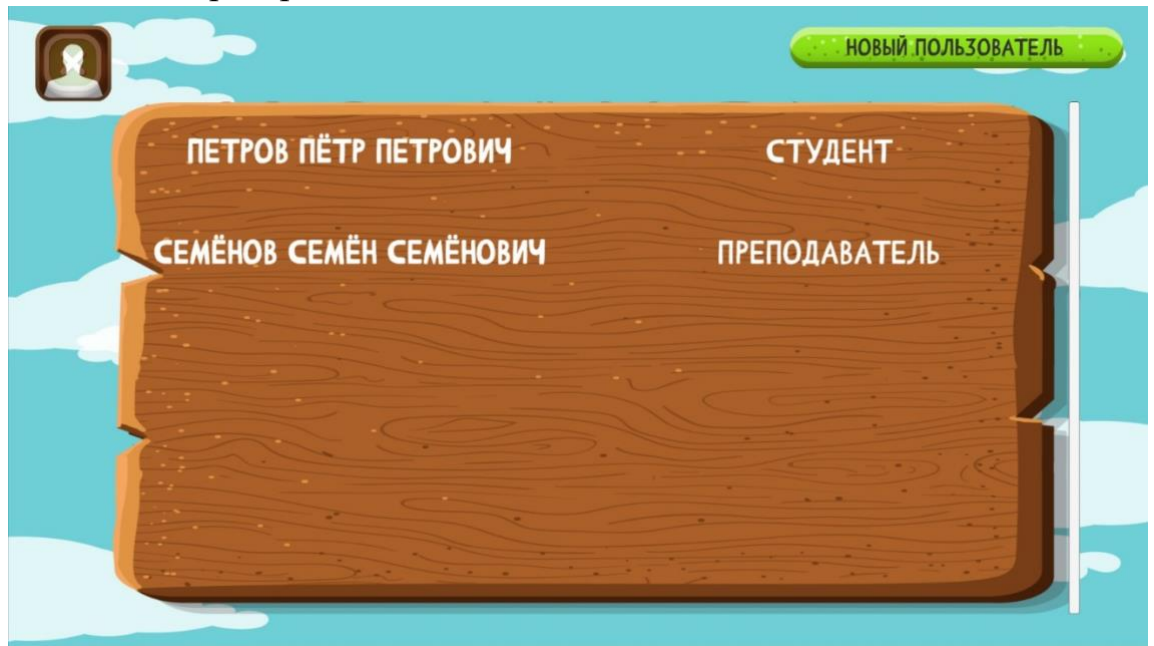 НОВЫЙ ПОЛЬЗОВАТЕЛЬ
ПЕТРОВ ПЁТР ПЕТРОВИЧ СТУДЕНТ
СЕМЁНОВ СЕМЁН СЕМЁНОВИЧ ПРЕПОДАВАТЕЛЬ